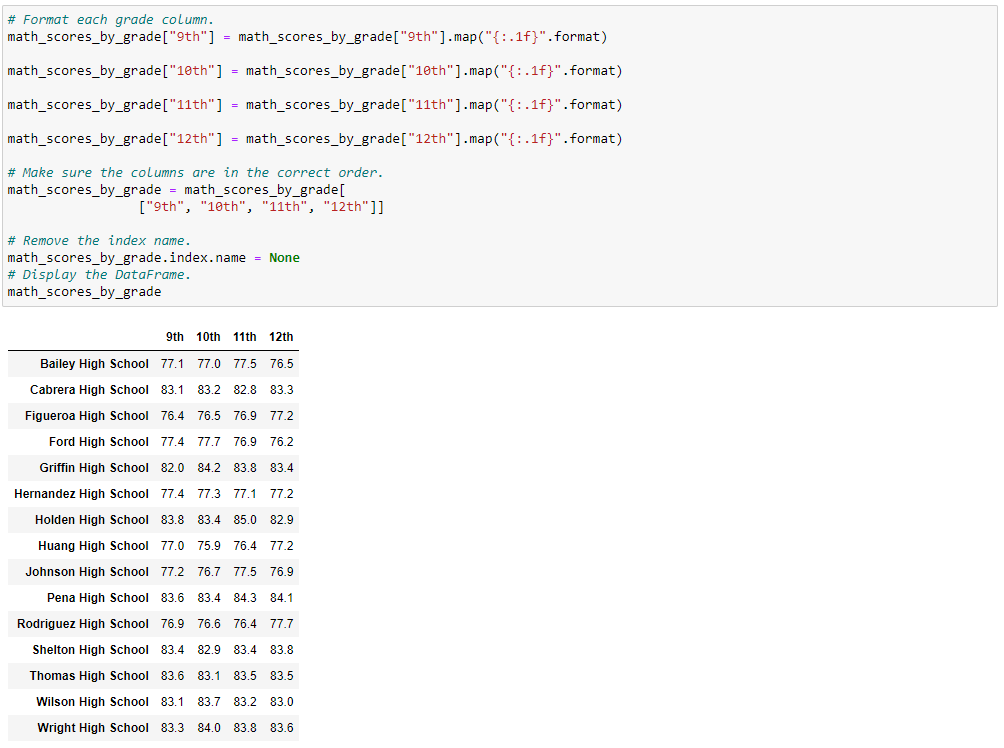 # Format each grade column.
math_scores_by_grade["9th"] = math_scores_by_grade["9th"].map("{:.1f}".format)
math_scores_by_grade["10th"] = math_scores_by_grade["10th"].map("{:.1f}".format)
math_scores_by_grade["11th"] = math_scores_by_grade["11th"].map("{:.1f}".format)
math_scores_by_grade["12th"] = math_scores_by_grade["12th"].map("{:.1f}".format)
# Make sure the columns are in the correct order.
math_scores_by_grade = math_scores_by_grade[
["9th", "10th", "11th", "12th"]]
# Remove the index name.
math_scores_by_grade.index.name = None
# Display the DataFrame.
math_scores_by_grade
9th 10th 11th 12th
Bailey High School 77.1 77.0 77.5 76.5
Cabrera High School 83.1 83.2 82.8 83.3
Figueroa High School 76.4 76.5 76.9 77.2
Ford High School 77.4 77.7 76.9 76.2
Griffin High School 82.0 84.2 83.8 83.4
Hernandez High School 77.4 77.3 77.1 77.2
Holden High School 83.8 83.4 85.0 82.9
Huang High School 77.0 75.9 76.4 77.2
Johnson High School 77.2 76.7 77.5 76.9
Pena High School 83.6 83.4 84.3 84.1
Rodriguez High School 76.9 76.6 76.4 77.7
Shelton High School 83.4 82.9 83.4 83.8
Thomas High School 83.6 83.1 83.5 83.5
Wilson High School 83.1 83.7 83.2 83.0
Wright High School 83.3 84.0 83.8 83.6